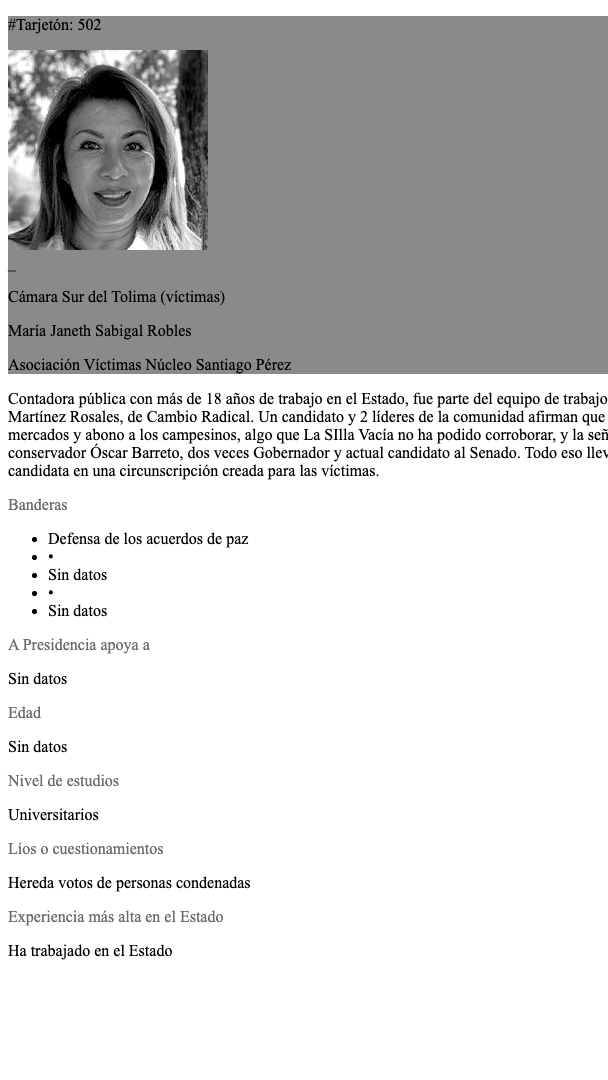 #Tarjetón: 502
_
Cámara Sur del Tolima (víctimas)
María Janeth Sabigal Robles
Asociación Víctimas Núcleo Santiago Pérez
Contadora pública con más de 18 años de trabajo en el Estado, fue parte del equipo de trabajo
Martínez Rosales, de Cambio Radical. Un candidato y 2 líderes de la comunidad afirman que
mercados y abono a los campesinos, algo que La SIlla Vacía no ha podido corroborar, y la señ
conservador Óscar Barreto, dos veces Gobernador y actual candidato al Senado. Todo eso llev
candidata en una circunscripción creada para las víctimas.
Banderas
• Defensa de los acuerdos de paz
• •
• Sin datos
• •
• Sin datos
A Presidencia apoya a
Sin datos
Edad
Sin datos
Nivel de estudios
Universitarios
Líos o cuestionamientos
Hereda votos de personas condenadas
Experiencia más alta en el Estado
Ha trabajado en el Estado